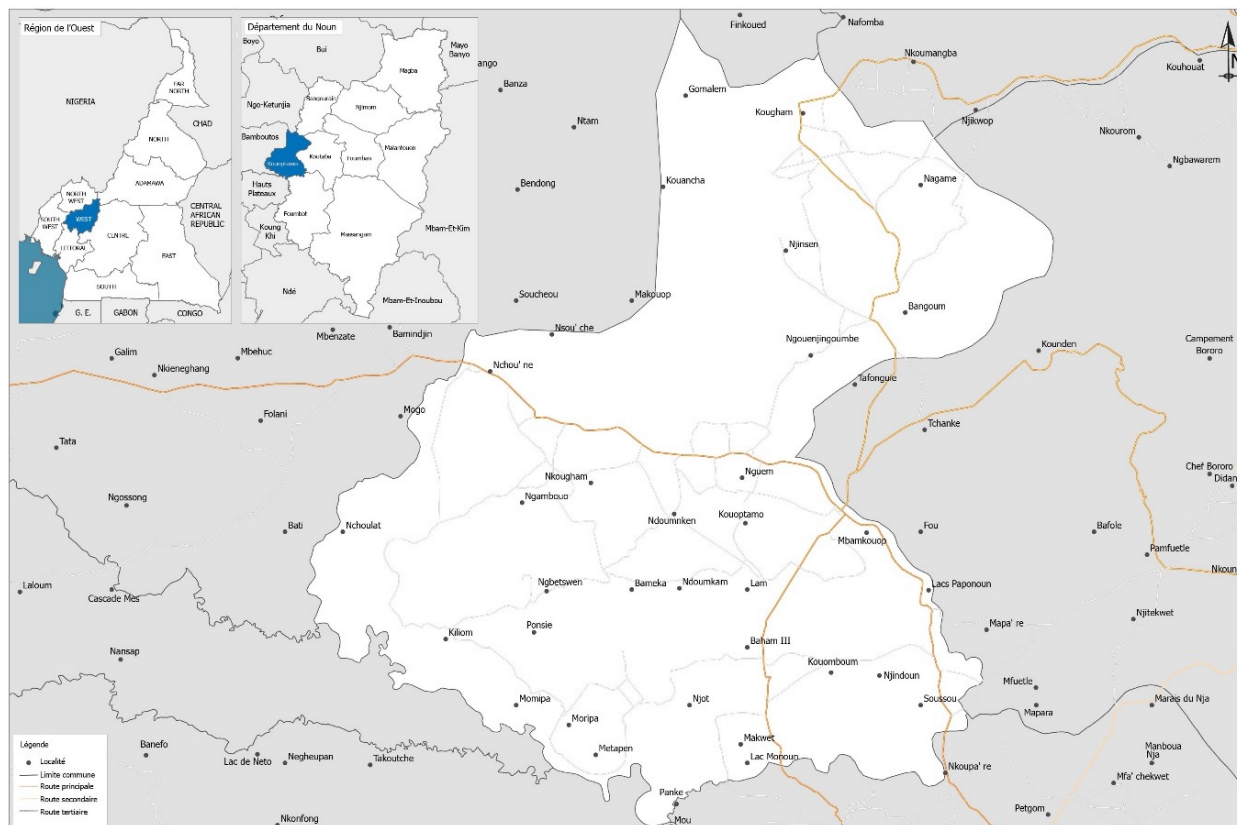 Région de l'Ouest
NIGERIA
FAR
NORTH
CHAD
NORTH
ADAMAWA
NORTH
WEST
SOUTH
WEST
WEST
CENTRAL
AFRICAN
REPUBLIC
CENTRE
LITTORAL
EAST
SOUTH
G. E.
GABON
CONGO
Département du Noun
Boyo
Bui
Mayo
Banyo
Magba
Ngo-Ketunjia
Bangourain
Njimom
Bamboutos
Kouoptamo
Koutaba
Foumban
Malantouen
Hauts
Plateaux
Foumbot
Koung
Khi
Massangam
Mbam-Et-Kim
Ndé
Mbam-Et-Inoubou
Finkoued
Nafomba
Nkoumangba
Kouhouat
N
ango
Banza
Gomalem
Kougham
Njikwop
Ntam
Nkourom
Ngbawarem
Bendong
Kouancha
Nagame
Njinsen
Soucheou
Makouop
Bangoum
Mbenzate
Bamindjin
Nsou' che
Galim
Mbehuc
Nkieneghang
Nchou' ne
Ngouenjingoumbe
Kounden
Campement
Bororo
Tafonguie
Mogo
Folani
Tchanke
Tata
Nkougham
Nguem
Chef Bororo
Didan
Ngossong
Ngambouo
Ndoumnken
Kouoptamo
Bati
Nchoulat
Mbamkouop
Fou
Bafole
Pamfuetle
Nkoun
Laloum
Cascade Mes
Ngbetswen
Bameka
Ndoumkam
Lam
Lacs Paponoun
Njitekwet
Mapa' re
Kiliom
Ponsie
Baham III
Nansap
Kouomboum
Njindoun
Mfuetle
Mapara
Marais du Nja
Momipa
Njot
Soussou
Moripa
Makwet
Metapen
Lac Monoun
Nkoupa' re
Banefo
Lac de Neto
Negheupan
Takoutche
Manboua
Nja
Mfa' chekwet
Panke
Mou
Petgom
Nkonfong
Légende
Localité
Limite commune
Route principale
Route secondaire
Route tertiaire